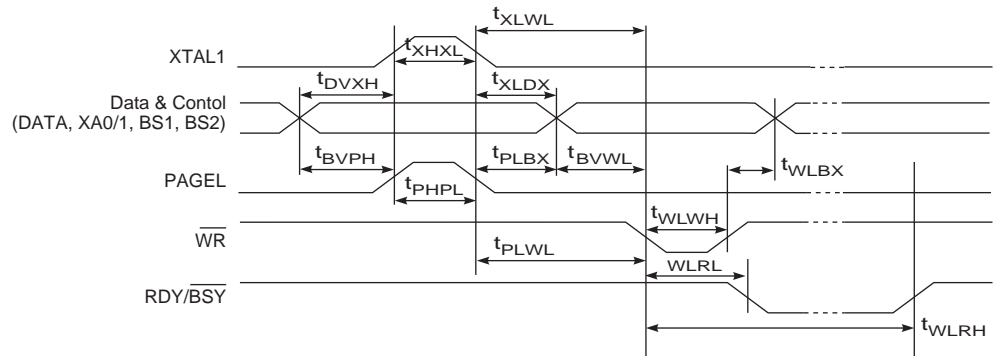 tXLWL
XTAL1
tXHXL
tDVXH
tXLDX
Data & Contol
(DATA, XA0/1, BS1, BS2)
tBVPH
tPLBX
tBVWL
tWLBX
PAGEL
tPHPL
tWLWH
WR
tPLWL
WLRL
RDY/BSY
tWLRH